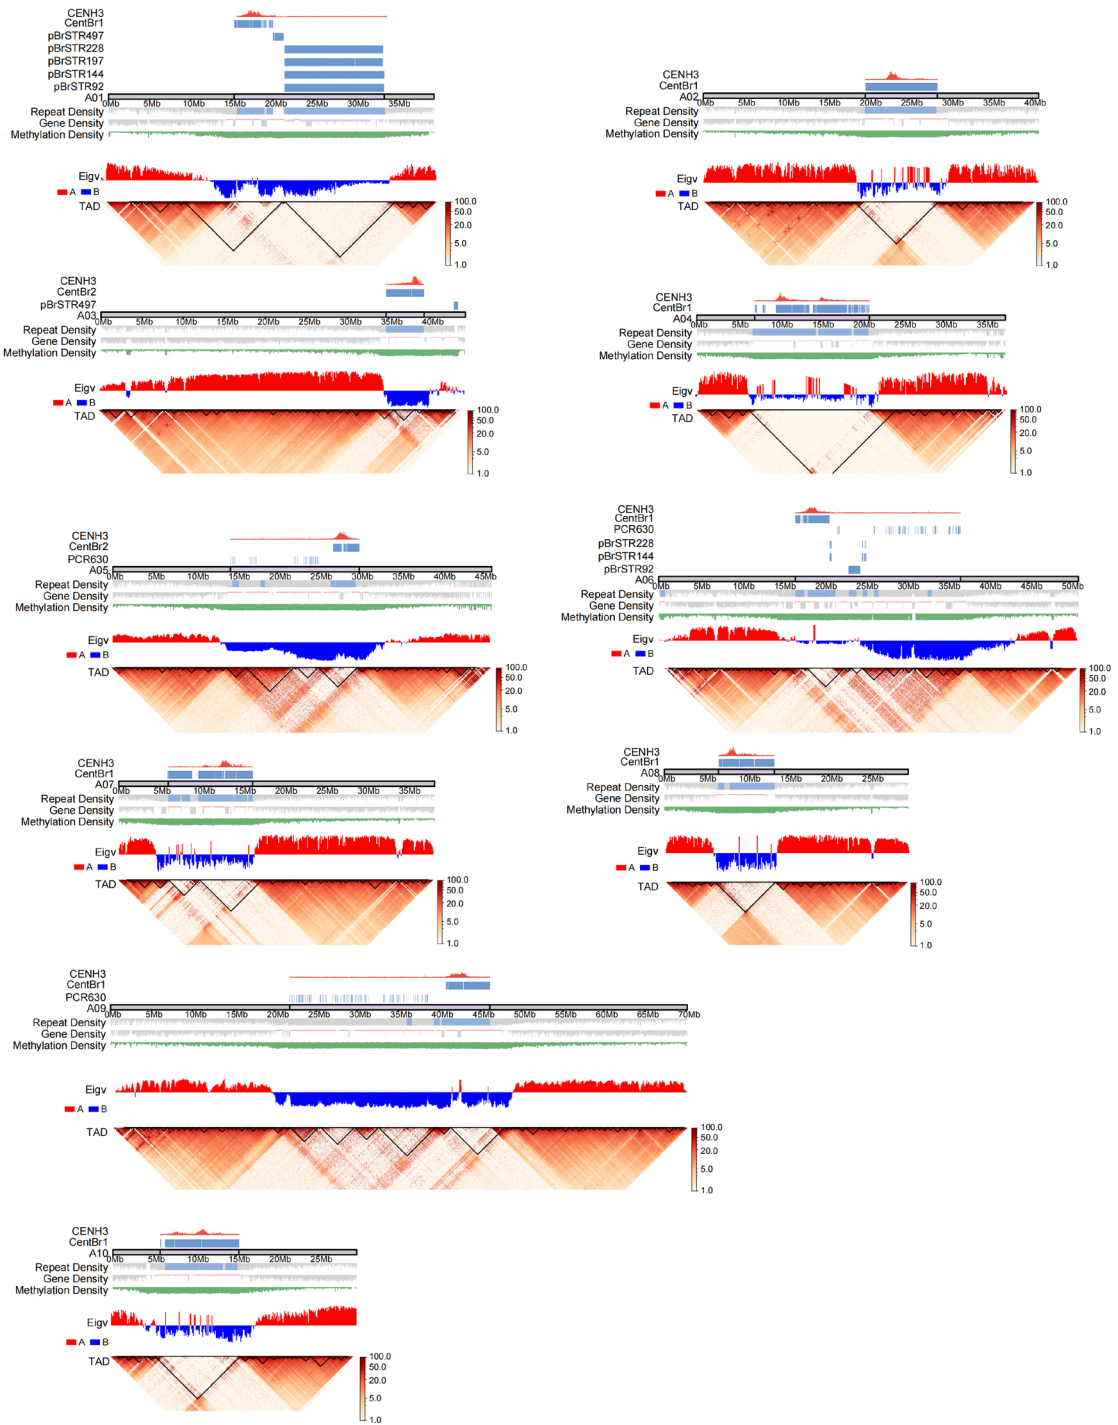 CENH3
CentBr1
pBrSTR497
pBrSTR228
pBrSTR197
pBrSTR144
pBrSTR92
A01
0Mb 5Mb 10Mb 15Mb 20Mb 25Mb 30Mb 35Mb
Repeat Density
Gene Density
Methylation Density
Eigv
A B
TAD
100.0
50.0
20.0
5.0
1.0
CENH3
CentBr1
A02
0Mb 5Mb 10Mb 15Mb 20Mb 25Mb 30Mb 35Mb 40Mb
Repeat Density
Gene Density
Methylation Density
Eigv
A B
TAD
100.0
50.0
20.0
5.0
1.0
CENH3
CentBr2
pBrSTR497
A03
0Mb 5Mb 10Mb 15Mb 20Mb 25Mb 30Mb 35Mb 40Mb
Repeat Density
Gene Density
Methylation Density
Eigv
A B
TAD
100.0
50.0
20.0
5.0
1.0
CENH3
CentBr1
A04
0Mb 5Mb 10Mb 15Mb 20Mb 25Mb 30Mb 35Mb
Repeat Density
Gene Density
Methylation Density
Eigv
A B
TAD
100.0
50.0
20.0
5.0
1.0
CENH3
CentBr2
PCR630
A05
0Mb 5Mb 10Mb 15Mb 20Mb 25Mb 30Mb 35Mb 40Mb 45Mb
Repeat Density
Gene Density
Methylation Density
Eigv
A B
TAD
100.0
50.0
20.0
5.0
1.0
CENH3
CentBr1
PCR630
pBrSTR228
pBrSTR144
pBrSTR92
A06
0Mb 5Mb 10Mb 15Mb 20Mb 25Mb 30Mb 35Mb 40Mb 45Mb 50Mb
Repeat Density
Gene Density
Methylation Density
Eigv
A B
TAD
100.0
50.0
20.0
5.0
1.0
CENH3
CentBr1
A07
0Mb 5Mb 10Mb 15Mb 20Mb 25Mb 30Mb 35Mb
Repeat Density
Gene Density
Methylation Density
Eigv
A B
TAD
100.0
50.0
20.0
5.0
1.0
CENH3
CentBr1
A08
0Mb 5Mb 10Mb 15Mb 20Mb 25Mb
Repeat Density
Gene Density
Methylation Density
Eigv
A B
TAD
100.0
50.0
20.0
5.0
1.0
CENH3
CentBr1
PCR630
A09
0Mb 5Mb 10Mb 15Mb 20Mb 25Mb 30Mb 35Mb 40Mb 45Mb 50Mb 55Mb 60Mb 65Mb 70Mb
Repeat Density
Gene Density
Methylation Density
Eigv
A B
TAD
100.0
50.0
20.0
5.0
1.0
CENH3
CentBr1
A10
0Mb 5Mb 10Mb 15Mb 20Mb 25Mb
Repeat Density
Gene Density
Methylation Density
Eigv
A B
TAD
100.0
50.0
20.0
5.0
1.0